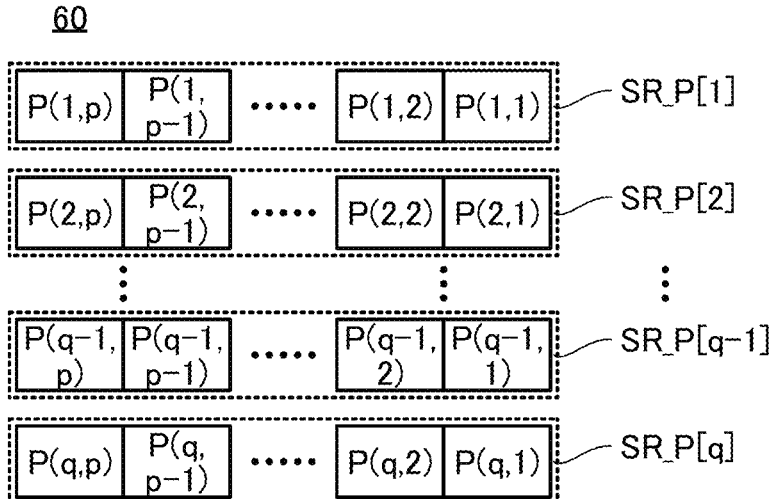 60
P(1,p) P(1, p-1) ••••• P(1,2) P(1,1) SR_P[1]
P(2,p) P(2, p-1) ••••• P(2,2) P(2,1) SR_P[2]
P(q-1, p) P(q-1, p-1) ••••• P(q-1, 2) P(q-1, 1) SR_P[q-1]
P(q,p) P(q, p-1) ••••• P(q,2) P(q,1) SR_P[q]